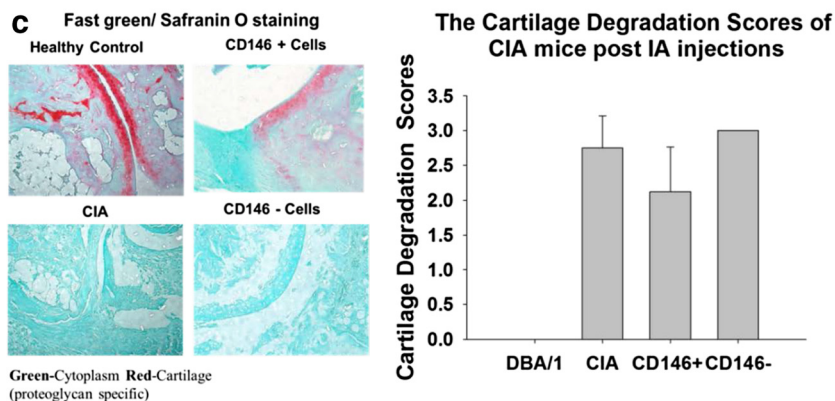 c
Fast green/ Safranin O staining
Healthy Control
CD146 + Cells
CIA
CD146 - Cells
Green-Cytoplasm Red-Cartilage
(proteoglycan specific)
The Cartilage Degradation Scores of
CIA mice post IA injections
Cartilage Degradation Scores
3.5
3.0
2.5
2.0
1.5
1.0
0.5
0.0
DBA/1 CIA CD146+ CD146-